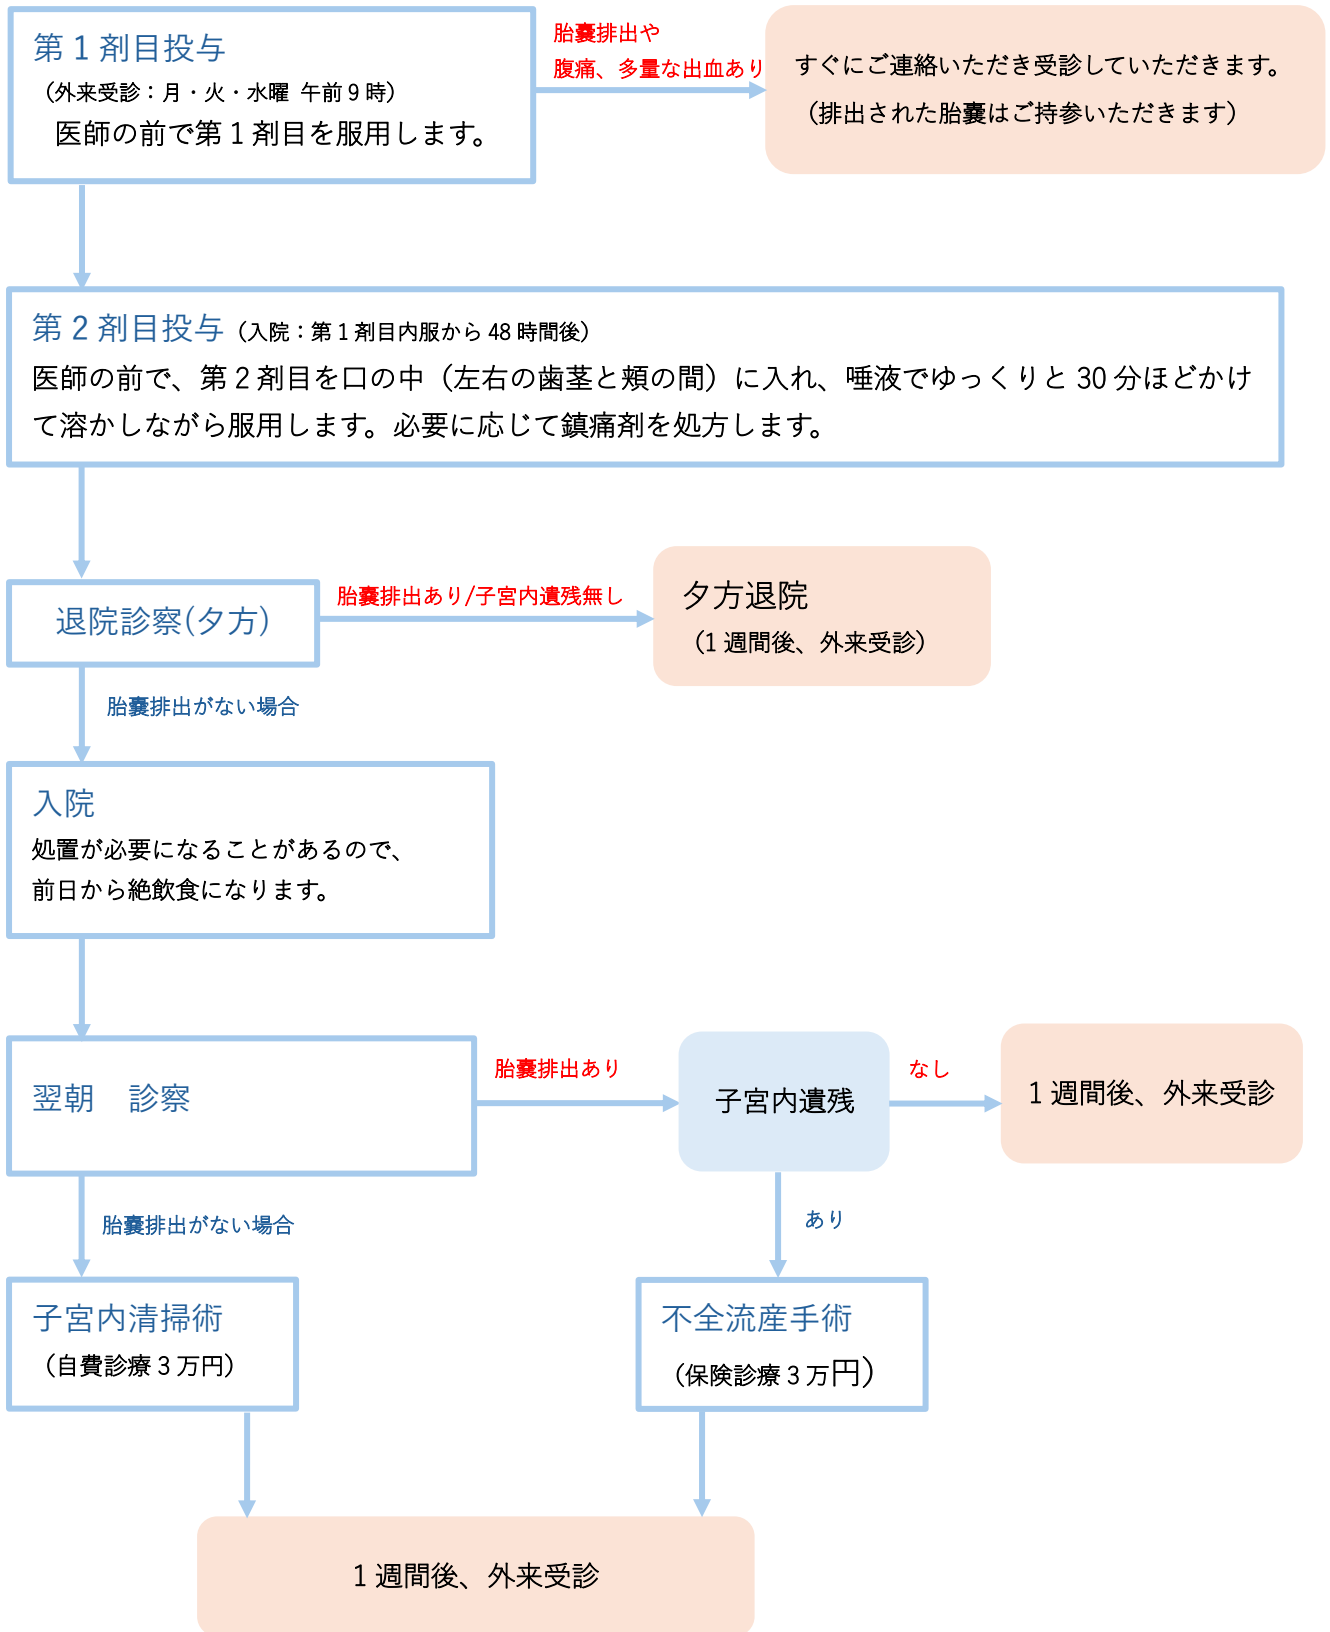 第1剤目投与
（外来受診：月・火・水曜 午前9時）
医師の前で第1剤目を服用します。
胎嚢排出や
腹痛、多量な出血あり
すぐにご連絡いただき受診していただきます。
（排出された胎嚢はご持参いただきます）
第2剤目投与（入院：第1剤目内服から48時間後）
医師の前で、第2剤目を口の中（左右の歯茎と頬の間）に入れ、唾液でゆっくりと30分ほどかけ
て溶かしながら服用します。必要に応じて鎮痛剤を処方します。
退院診察(夕方)
胎嚢排出あり/子宮内遺残無し
夕方退院
（1週間後、外来受診）
胎嚢排出がない場合
入院
処置が必要になることがあるので、
前日から絶飲食になります。
翌朝　診察
胎嚢排出あり
子宮内遺残
なし
1週間後、外来受診
胎嚢排出がない場合
あり
子宮内清掃術
（自費診療3万円）
不全流産手術
（保険診療3万円）
1週間後、外来受診